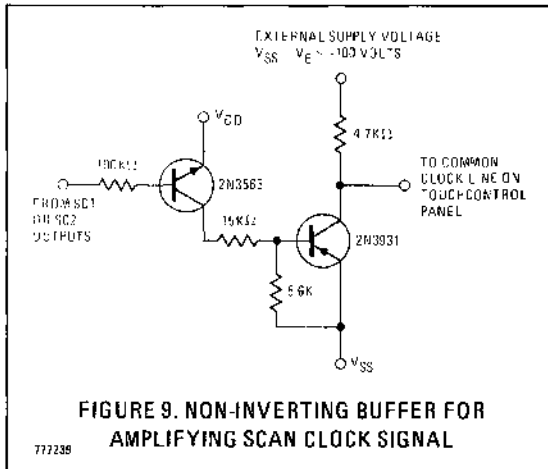 EXTERNAL SUPPLY VOLTAGE
VSS VE -100 VOLTS
VDD
4.7KΩ
100KΩ
2N3563
TO COMMON
CLOCK LINE ON
TOUCHCONTROL
PANEL
FROM SC1
OR SC2
OUTPUTS
15KΩ
2N3931
5.6K
VSS
FIGURE 9. NON-INVERTING BUFFER FOR
AMPLIFYING SCAN CLOCK SIGNAL
777239